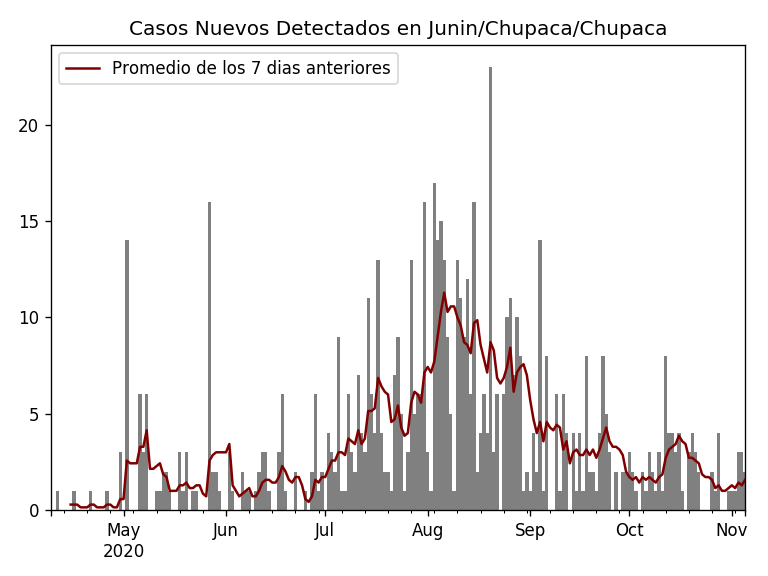 Casos Nuevos Detectados en Junin/Chupaca/Chupaca
Promedio de los 7 dias anteriores
20
15
10
5
0
May Jun Jul Aug Sep Oct Nov
2020